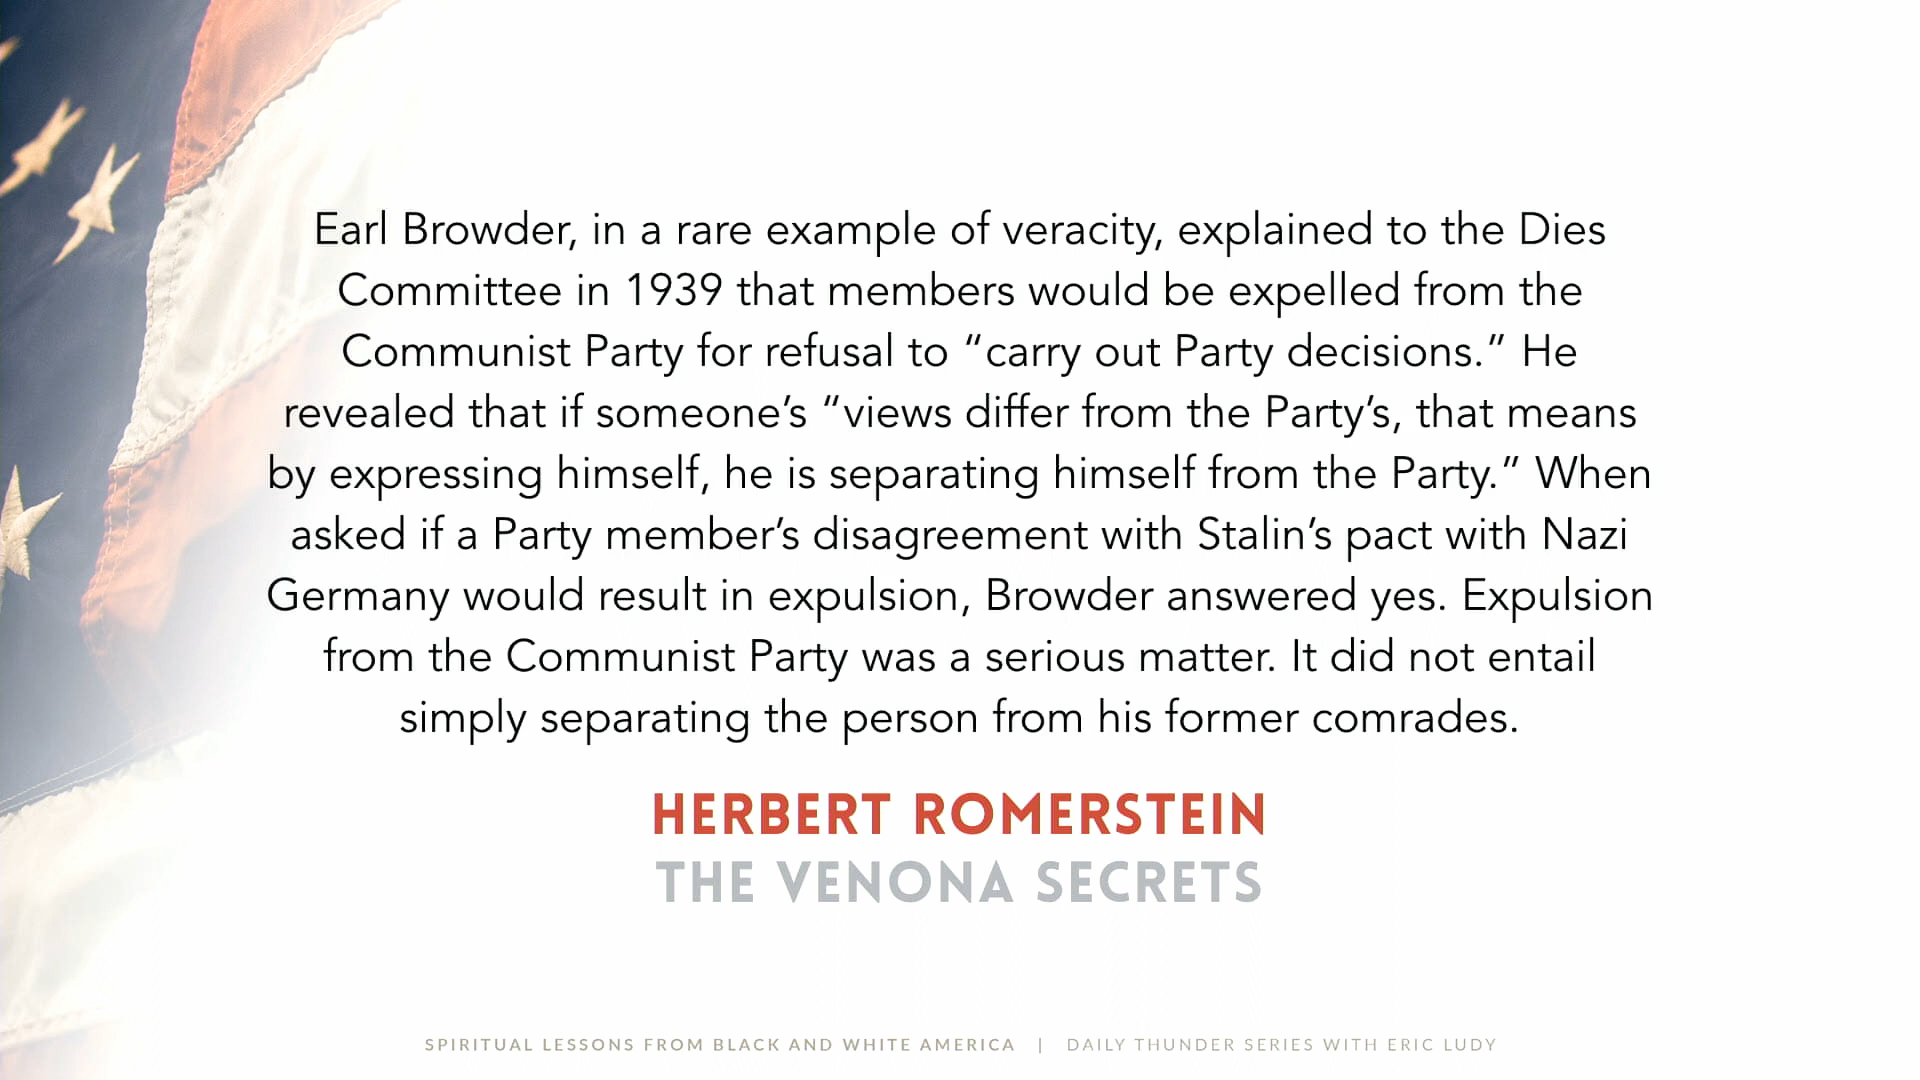 Earl Browder, in a rare example of veracity, explained to the Dies
Committee in 1939 that members would be expelled from the
Communist Party for refusal to “carry out Party decisions.” He
revealed that if someone’s “views differ from the Party’s, that means
by expressing himself, he is separating himself from the Party.” When
asked if a Party member’s disagreement with Stalin’s pact with Nazi
Germany would result in expulsion, Browder answered yes. Expulsion
from the Communist Party was a serious matter. It did not entail
simply separating the person from his former comrades.
HERBERT ROMERSTEIN
THE VENONA SECRETS
SPIRITUAL LESSONS FROM BLACK AND WHITE AMERICA | DAILY THUNDER SERIES WITH ERIC LUDY